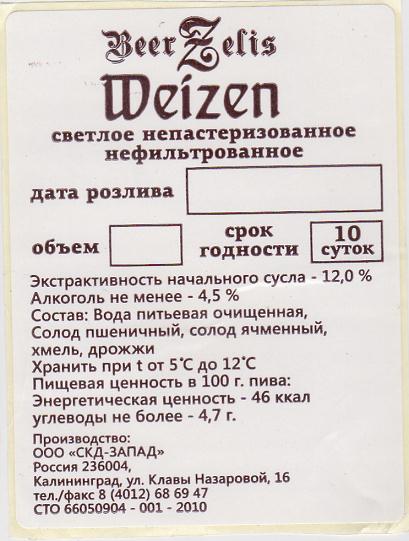 Beer Zelis
Weizen
светлое непастеризованное
нефильтрованное
дата розлива
объем
срок
годности
10
суток
Экстрактивность начального сусла - 12,0 %
Алкоголь не менее - 4,5 %
Состав: Вода питьевая очищенная,
Солод пшеничный, солод ячменный,
хмель, дрожжи
Хранить при t от 5˚С до 12˚С
Пищевая ценность в 100 г. пива:
Энергетическая ценность - 46 ккал
углеводы не более - 4,7 г.
Производство:
ООО «СКД-ЗАПАД»
Россия 236004,
Калининград, ул. Клавы Назаровой, 16
тел./факс 8 (4012) 68 69 47
СТО 66050904 - 001 - 2010